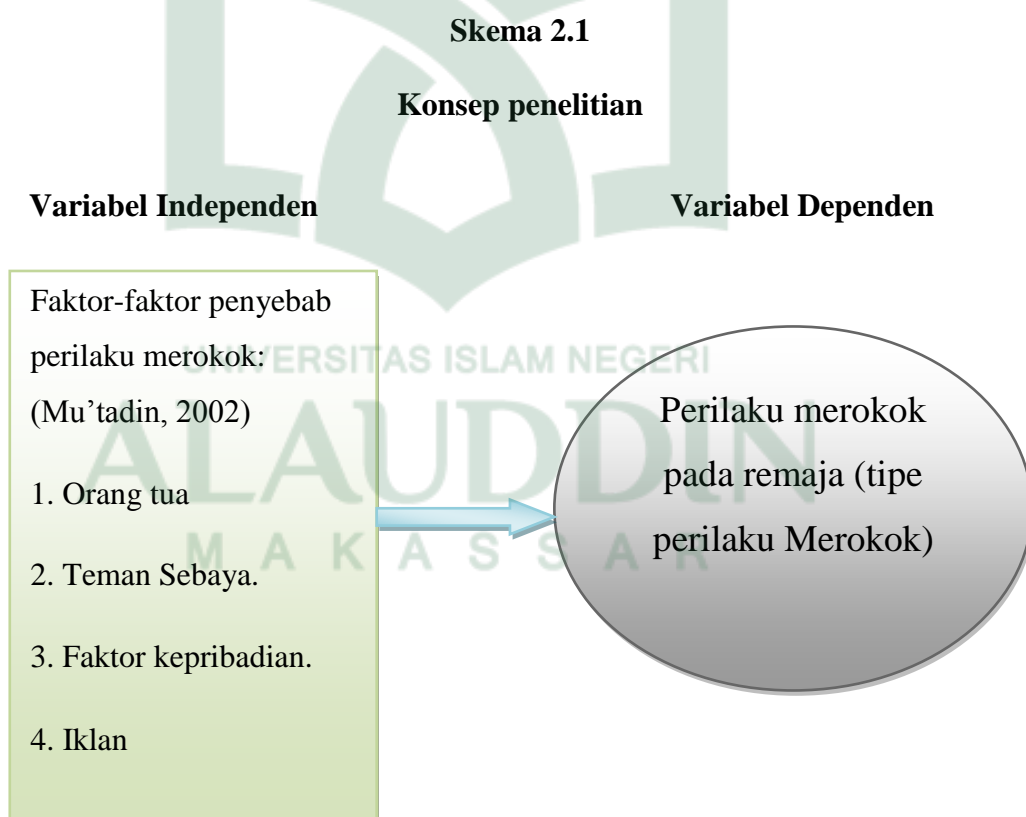 Skema 2.1
Konsep penelitian
Variabel Independen
Variabel Dependen
Faktor-faktor penyebab
perilaku merokok:
(Mu’tadin, 2002)
1. Orang tua
2. Teman Sebaya.
3. Faktor kepribadian.
4. Iklan
Perilaku merokok
pada remaja (tipe
perilaku Merokok)
UNIVERSITAS ISLAM NEGERI
ALAUDDIN
MAKASSAR